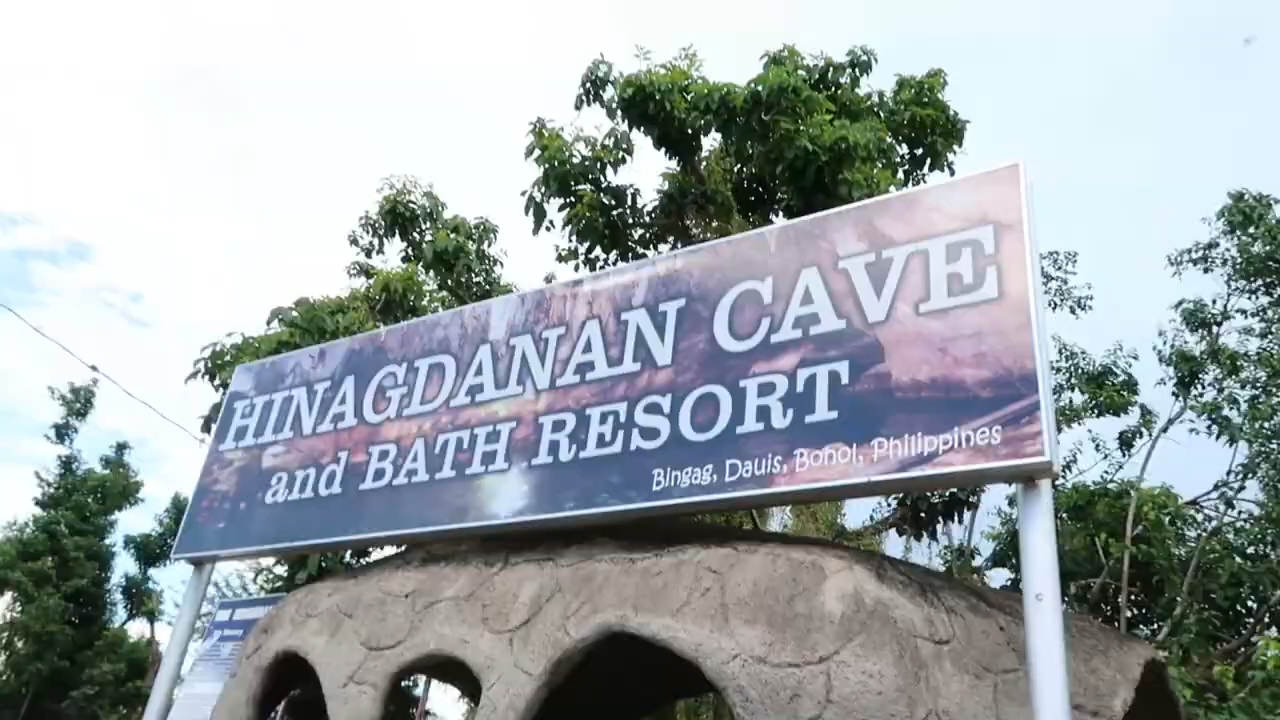 HINAGDANAN CAVE
and BATH RESORT
Bingag, Dauis, Bohol, Philippines